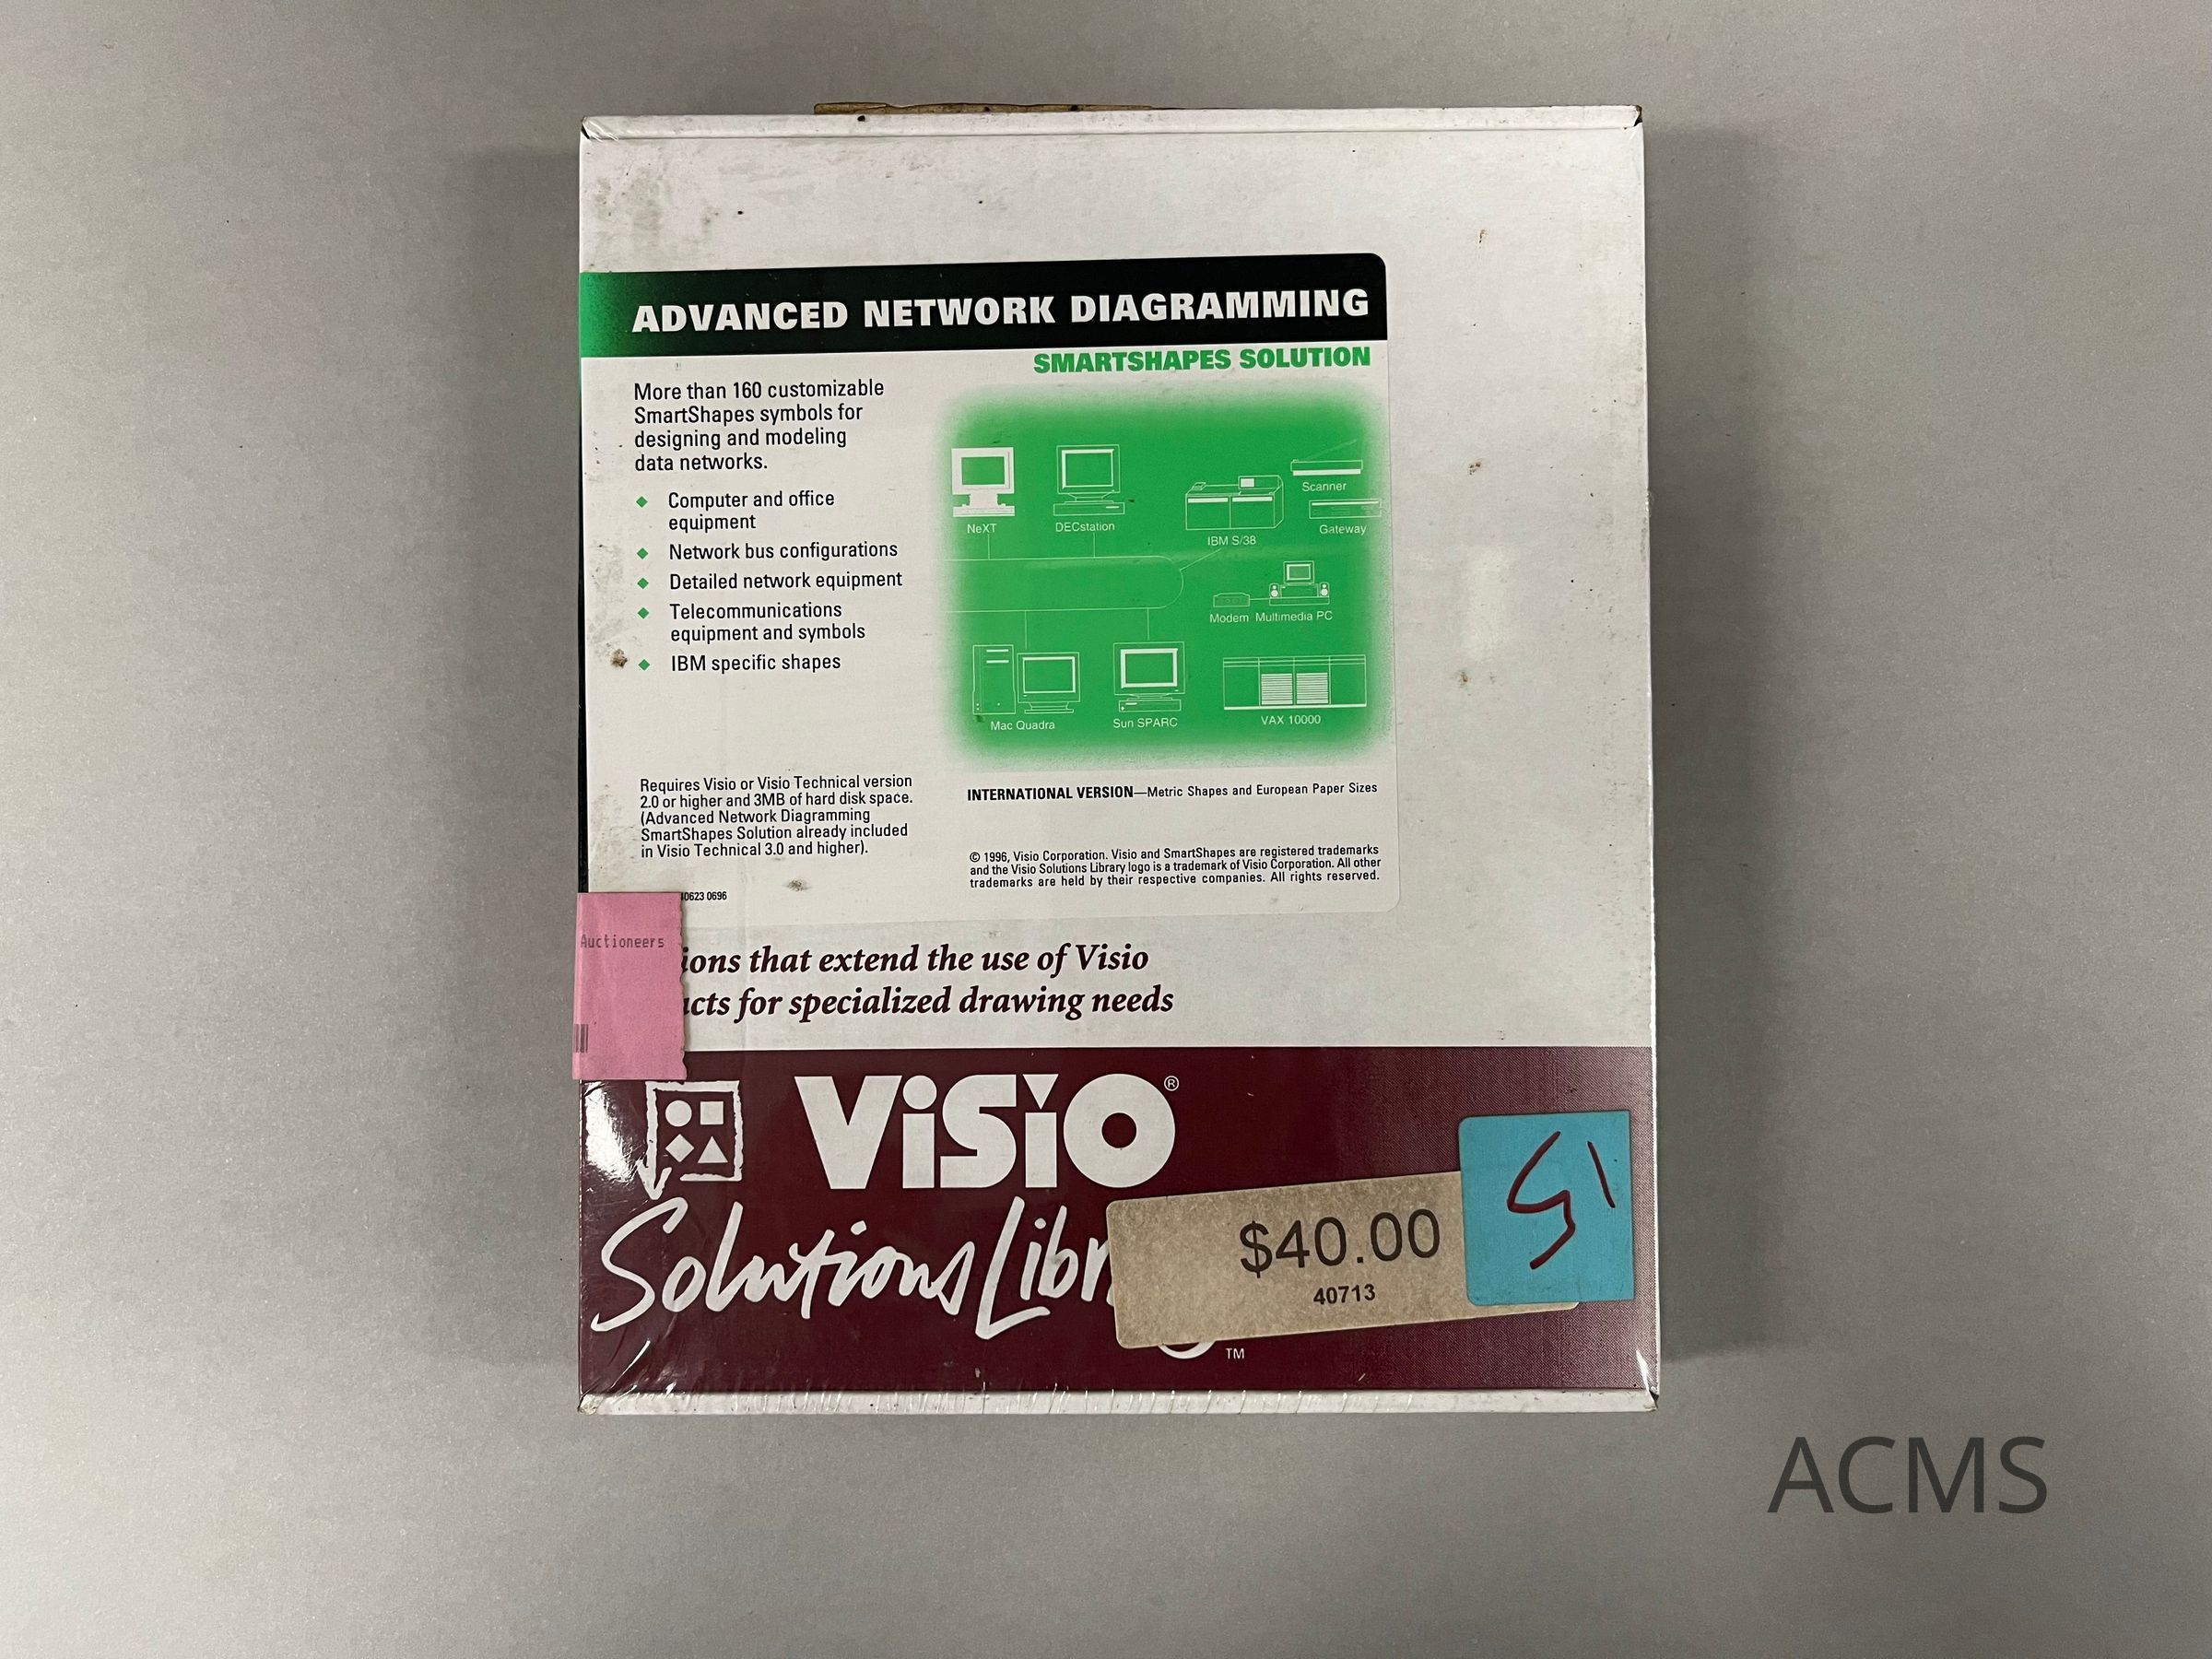 ADVANCED NETWORK DIAGRAMMING
SMARTSHAPES SOLUTION
More than 160 customizable
SmartShapes symbols for
designing and modeling
data networks.
Computer and office
equipment
Network bus configurations
Detailed network equipment
Telecommunications
equipment and symbols
IBM specific shapes
NeXT
DECstation
IBM S/38
Scanner
Gateway
Modem Multimedia PC
Mac Quadra
Sun SPARC
VAX 10000
Requires Visio or Visio Technical version
2.0 or higher and 3MB of hard disk space.
(Advanced Network Diagramming
SmartShapes Solution already included
in Visio Technical 3.0 and higher).
INTERNATIONAL VERSION—Metric Shapes and European Paper Sizes
© 1996, Visio Corporation. Visio and SmartShapes are registered trademarks
and the Visio Solutions Library logo is a trademark of Visio Corporation. All other
trademarks are held by their respective companies. All rights reserved.
0623 0696
Auctioneers
ions that extend the use of Visio
cts for specialized drawing needs
ViSiO®
Solutions Libr
TM
$40.00
40713
ACMS